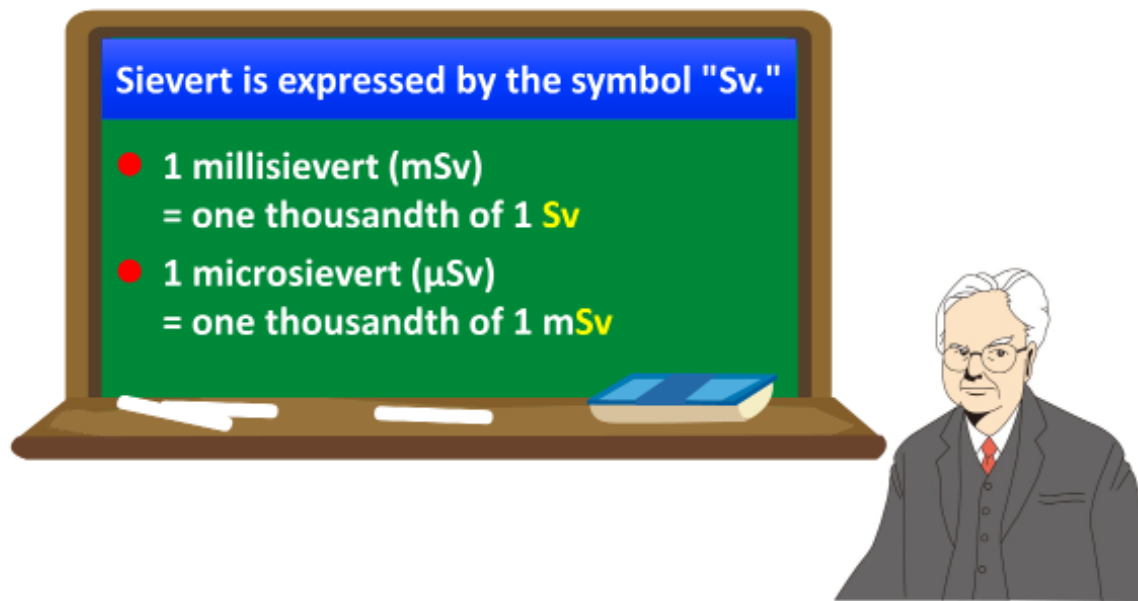 Sievert is expressed by the symbol "Sv."
1 millisievert (mSv)
= one thousandth of 1 Sv
1 microsievert (μSv)
= one thousandth of 1 mSv